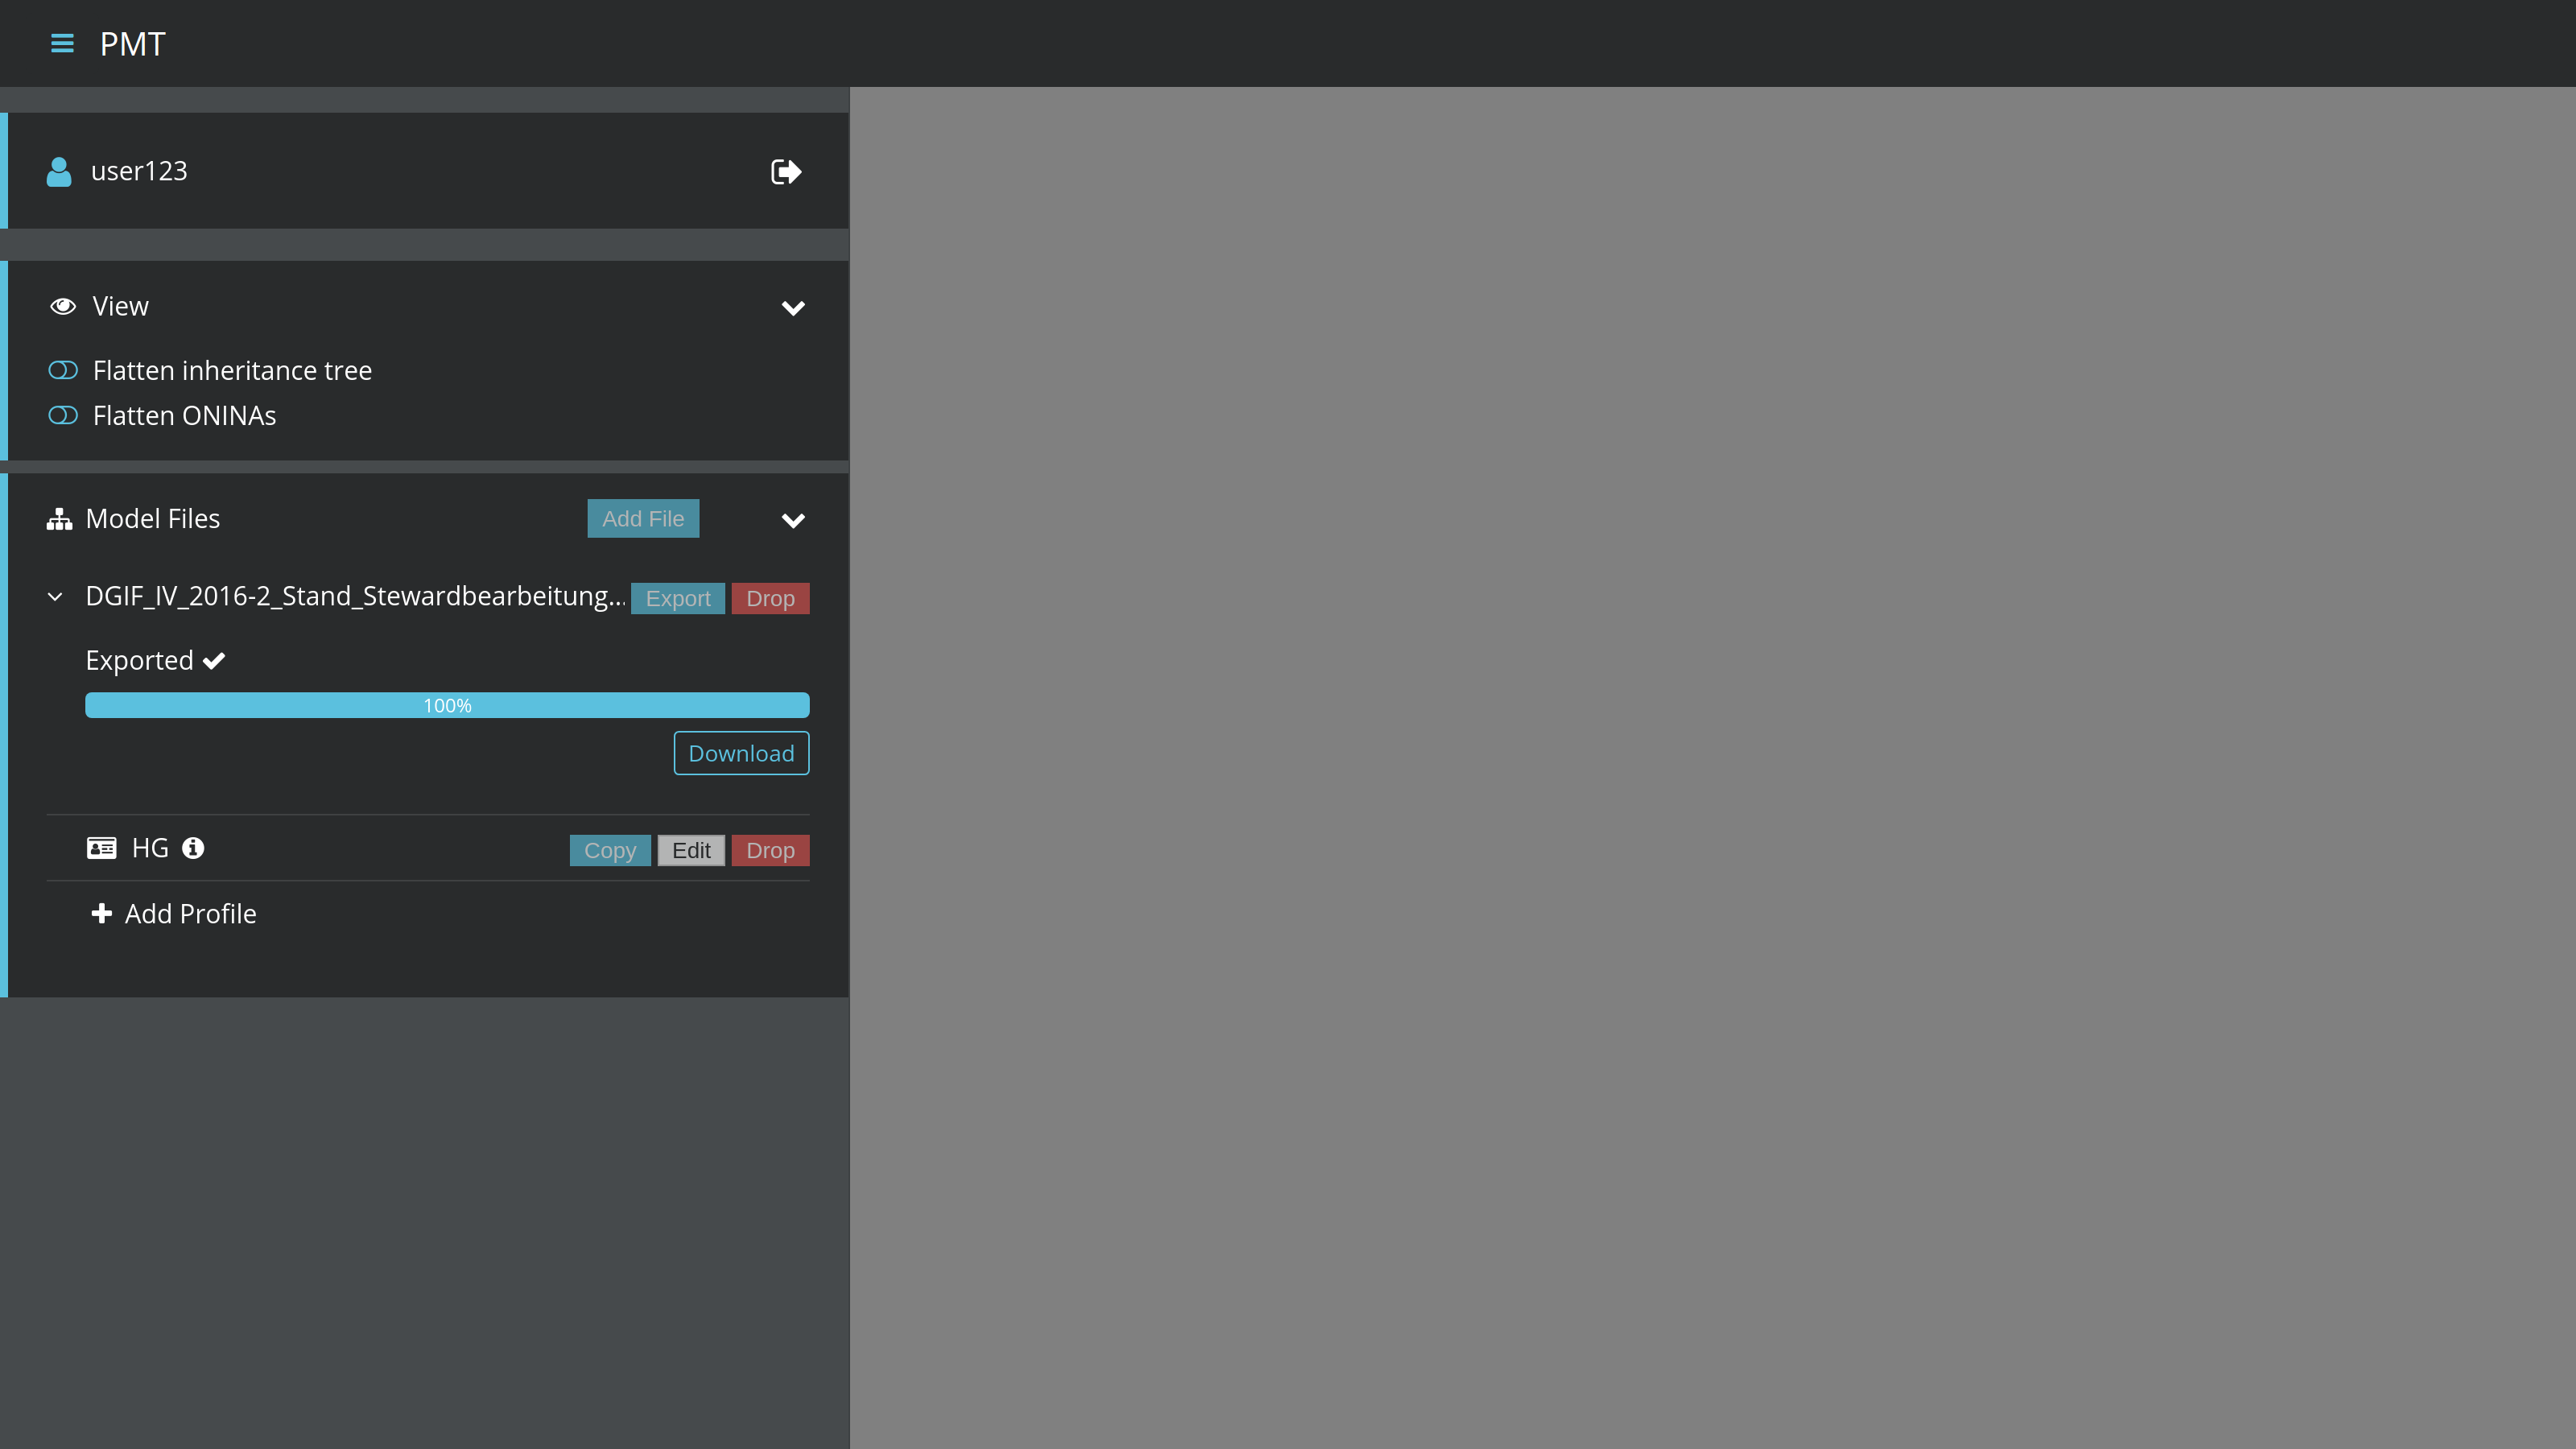 PMT
user123
View
Flatten inheritance tree
Flatten ONINAs
Model Files Add File
DGIF_IV_2016-2_Stand_Stewardbearbeitung... Export Drop
Exported
100%
Download
HG Copy Edit Drop
Add Profile